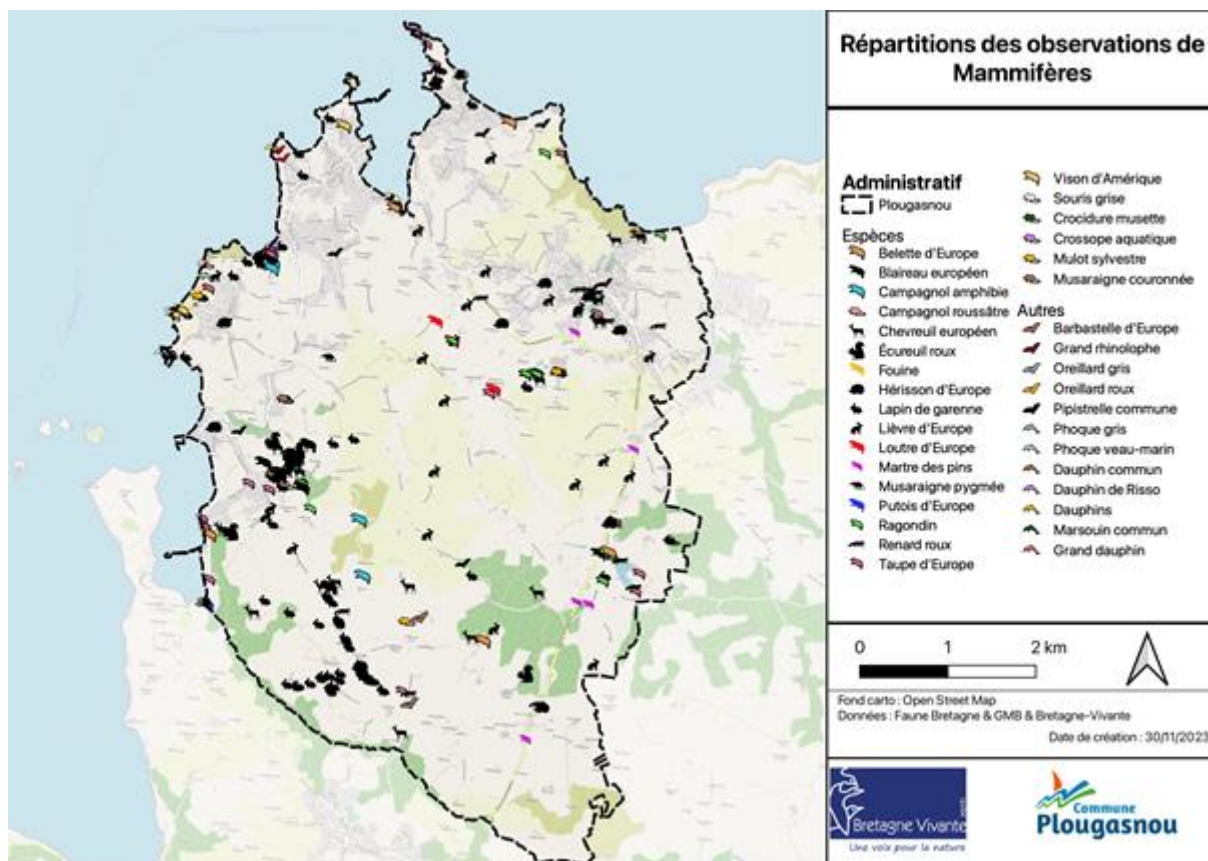 Répartitions des observations de
Mammifères
Administratif
Plougasnou
Espèces
Belette d'Europe
Blaireau européen
Campagnol amphibie
Campagnol roussâtre
Chevreuil européen
Écureuil roux
Fouine
Hérisson d'Europe
Lapin de garenne
Lièvre d'Europe
Loutre d'Europe
Martre des pins
Musaraigne pygmée
Putois d'Europe
Ragondin
Renard roux
Taupe d'Europe
Vison d'Amérique
Souris grise
Crocidure musette
Crossope aquatique
Mulot sylvestre
Musaraigne couronnée
Autres
Barbastelle d'Europe
Grand rhinolophe
Oreillard gris
Oreillard roux
Pipistrelle commune
Phoque gris
Phoque veau-marin
Dauphin commun
Dauphin de Risso
Dauphins
Marsouin commun
Grand dauphin
0 1 2 km
Fond carto : Open Street Map
Données : Faune Bretagne & GMB & Bretagne-Vivante
Date de création : 30/11/2023
Bretagne Vivante
Une voix pour la nature
Commune
Plougasnou